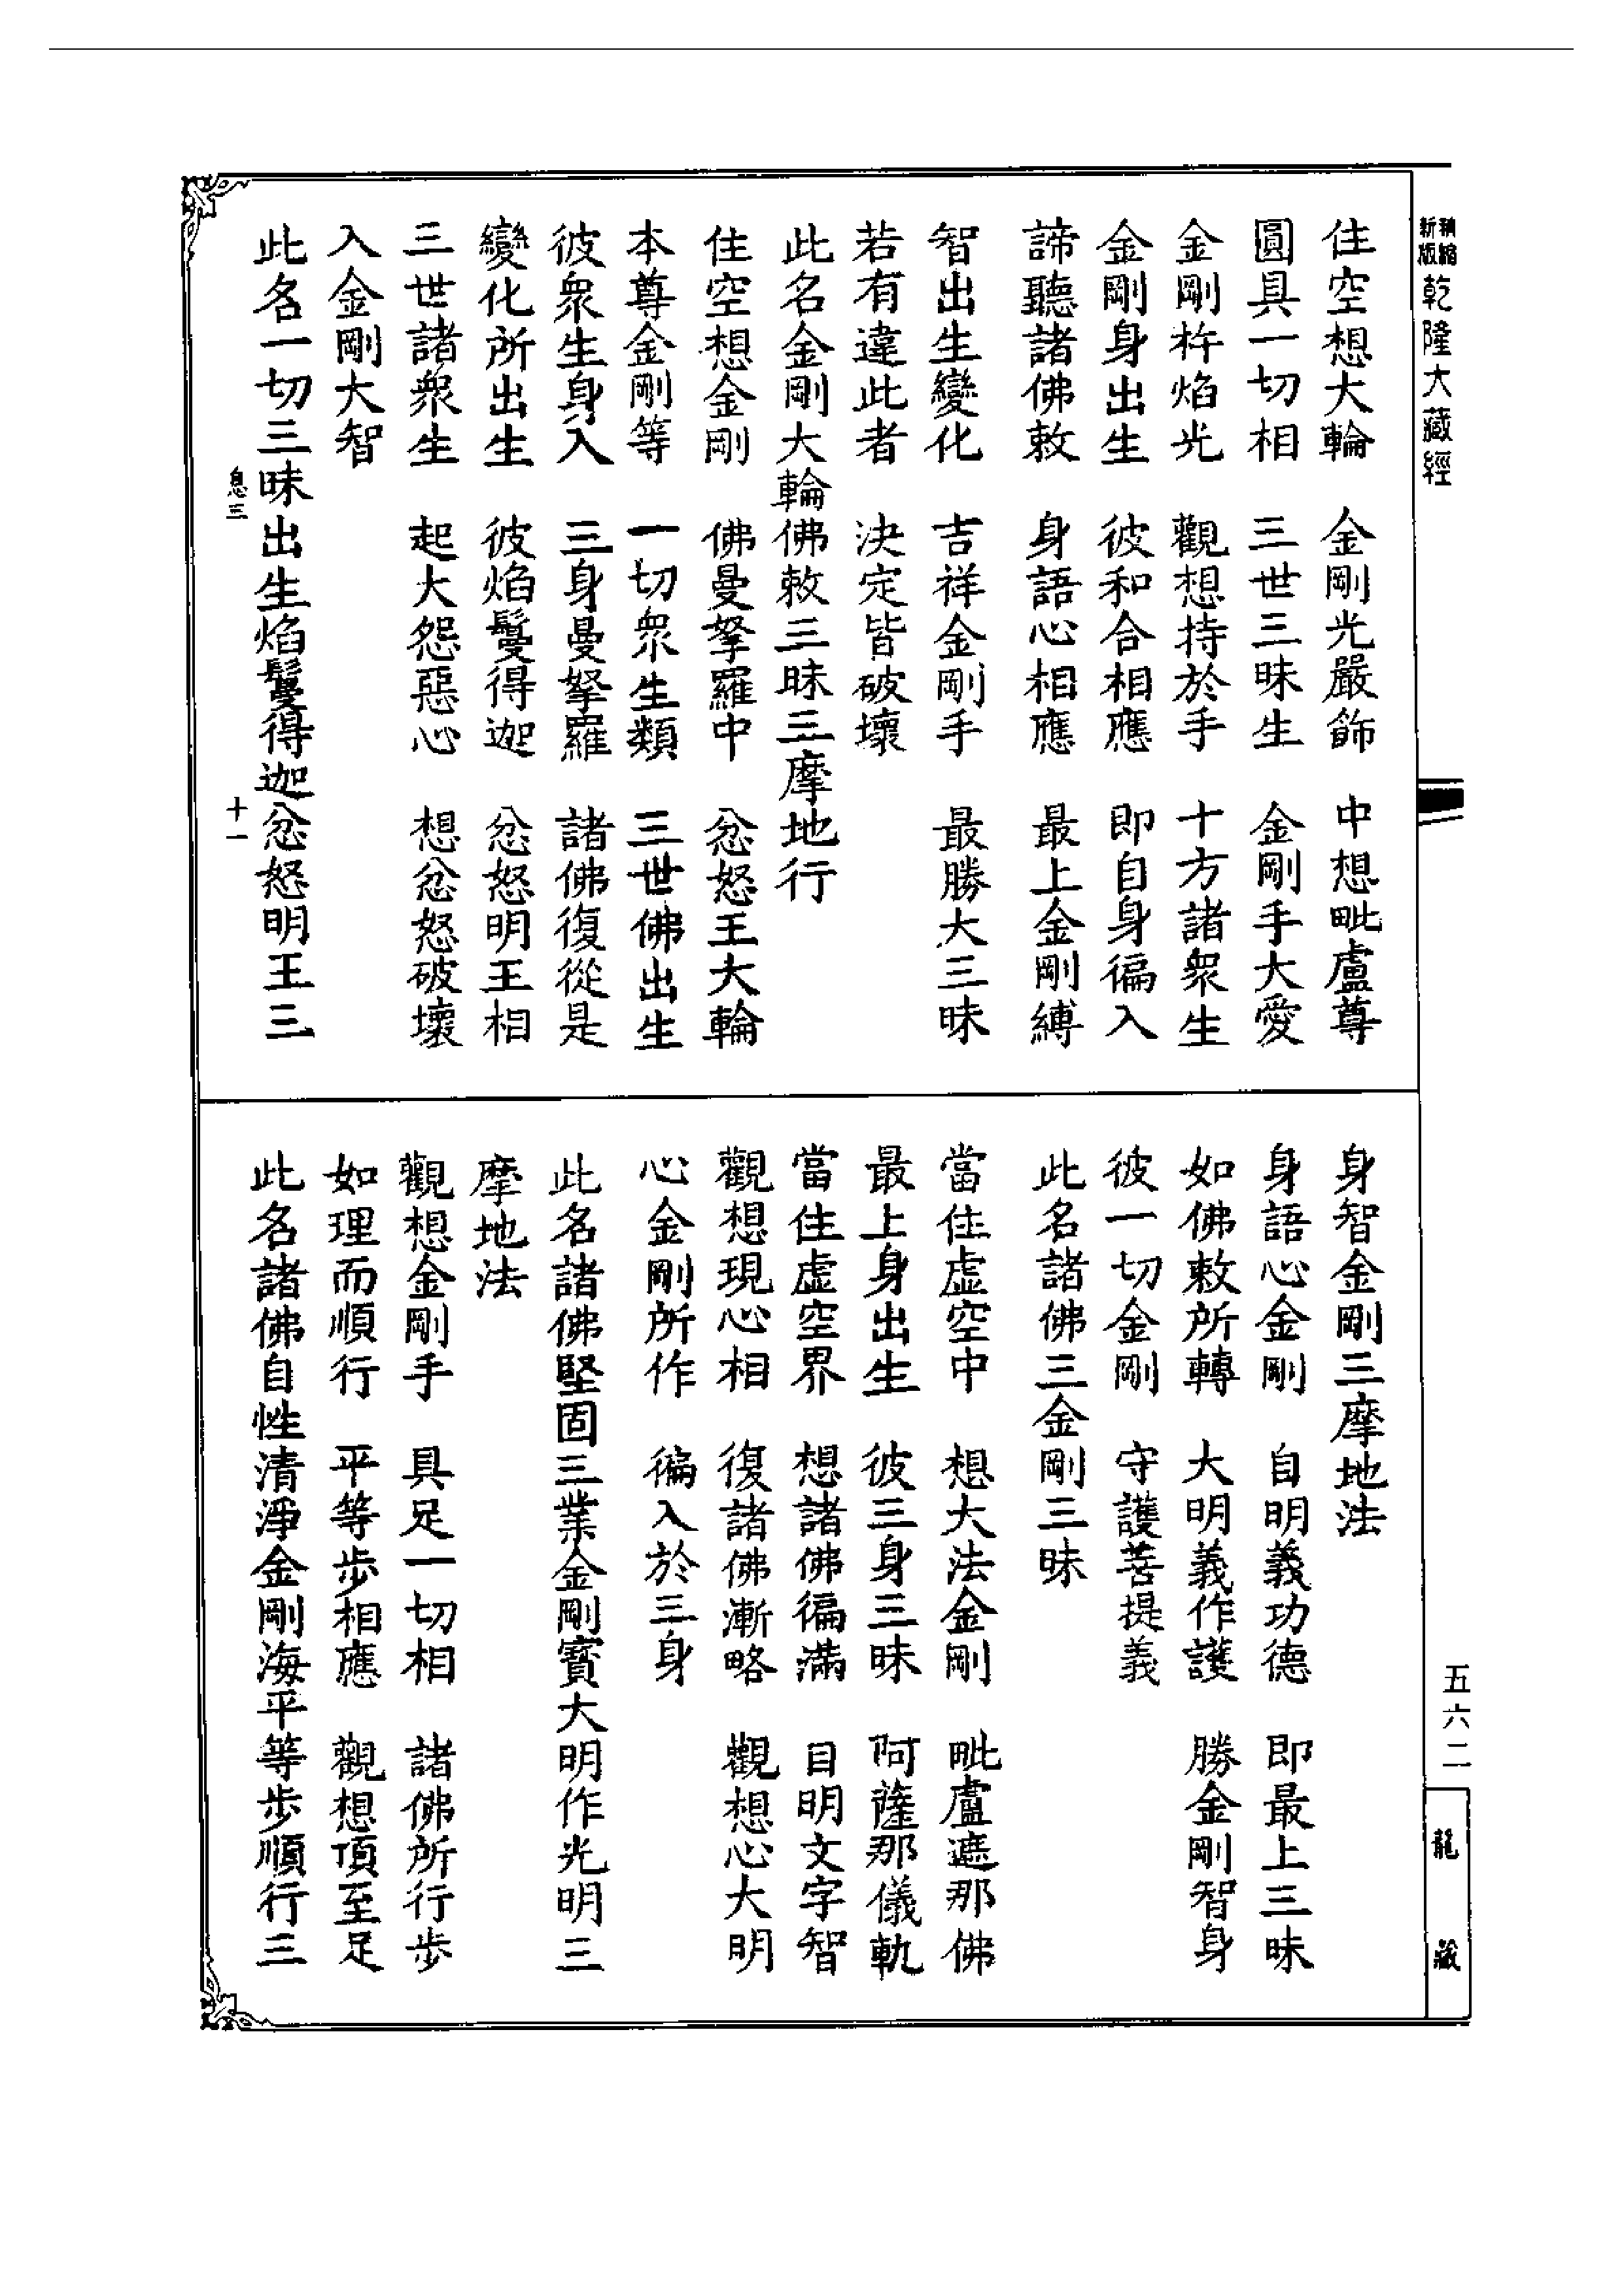 精縮新版乾隆大藏經
住空想大輪　金剛光嚴飾　中想毗盧尊
圓具一切相　三世三昧生　金剛手大愛
金剛杵焰光　觀想持於手　十方諸衆生
金剛身出生　彼和合相應　即自身徧入
諦聽諸佛敕　身語心相應　最上金剛縛
智出生變化　吉祥金剛手　最勝大三昧
若有違此者　決定皆破壞
此名金剛大輪佛敕三昧三摩地行
住空想金剛　佛曼拏羅中　忿怒王大輪
本尊金剛等　一切衆生類　三世佛出生
彼衆生身入　三身曼拏羅　諸佛復從是
變化所出生　彼焰鬘得迦　忿怒明王相
三世諸衆生　起大怨惡心　想忿怒破壞
入金剛大智
此名一切三昧出生焰鬘得迦忿怒明王三
息三　十一
身智金剛三摩地法
身語心金剛　自明義功德　即最上三昧
如佛敕所轉　大明義作護　勝金剛智身
彼一切金剛　守護菩提義
此名諸佛三金剛三昧
當住虛空中　想大法金剛　毗盧遮那佛
最上身出生　彼三身三昧　阿薩那儀軌
當住虛空界　想諸佛徧滿　目明文字智
觀想現心相　復諸佛漸略　觀想心大明
心金剛所作　徧入於三身
此名諸佛堅固三業金剛寶大明作光明三
摩地法
觀想金剛手　具足一切相　諸佛所行步
如理而順行　平等步相應　觀想頂至足
此名諸佛自性清淨金剛海平等步順行三
五六二
龍藏